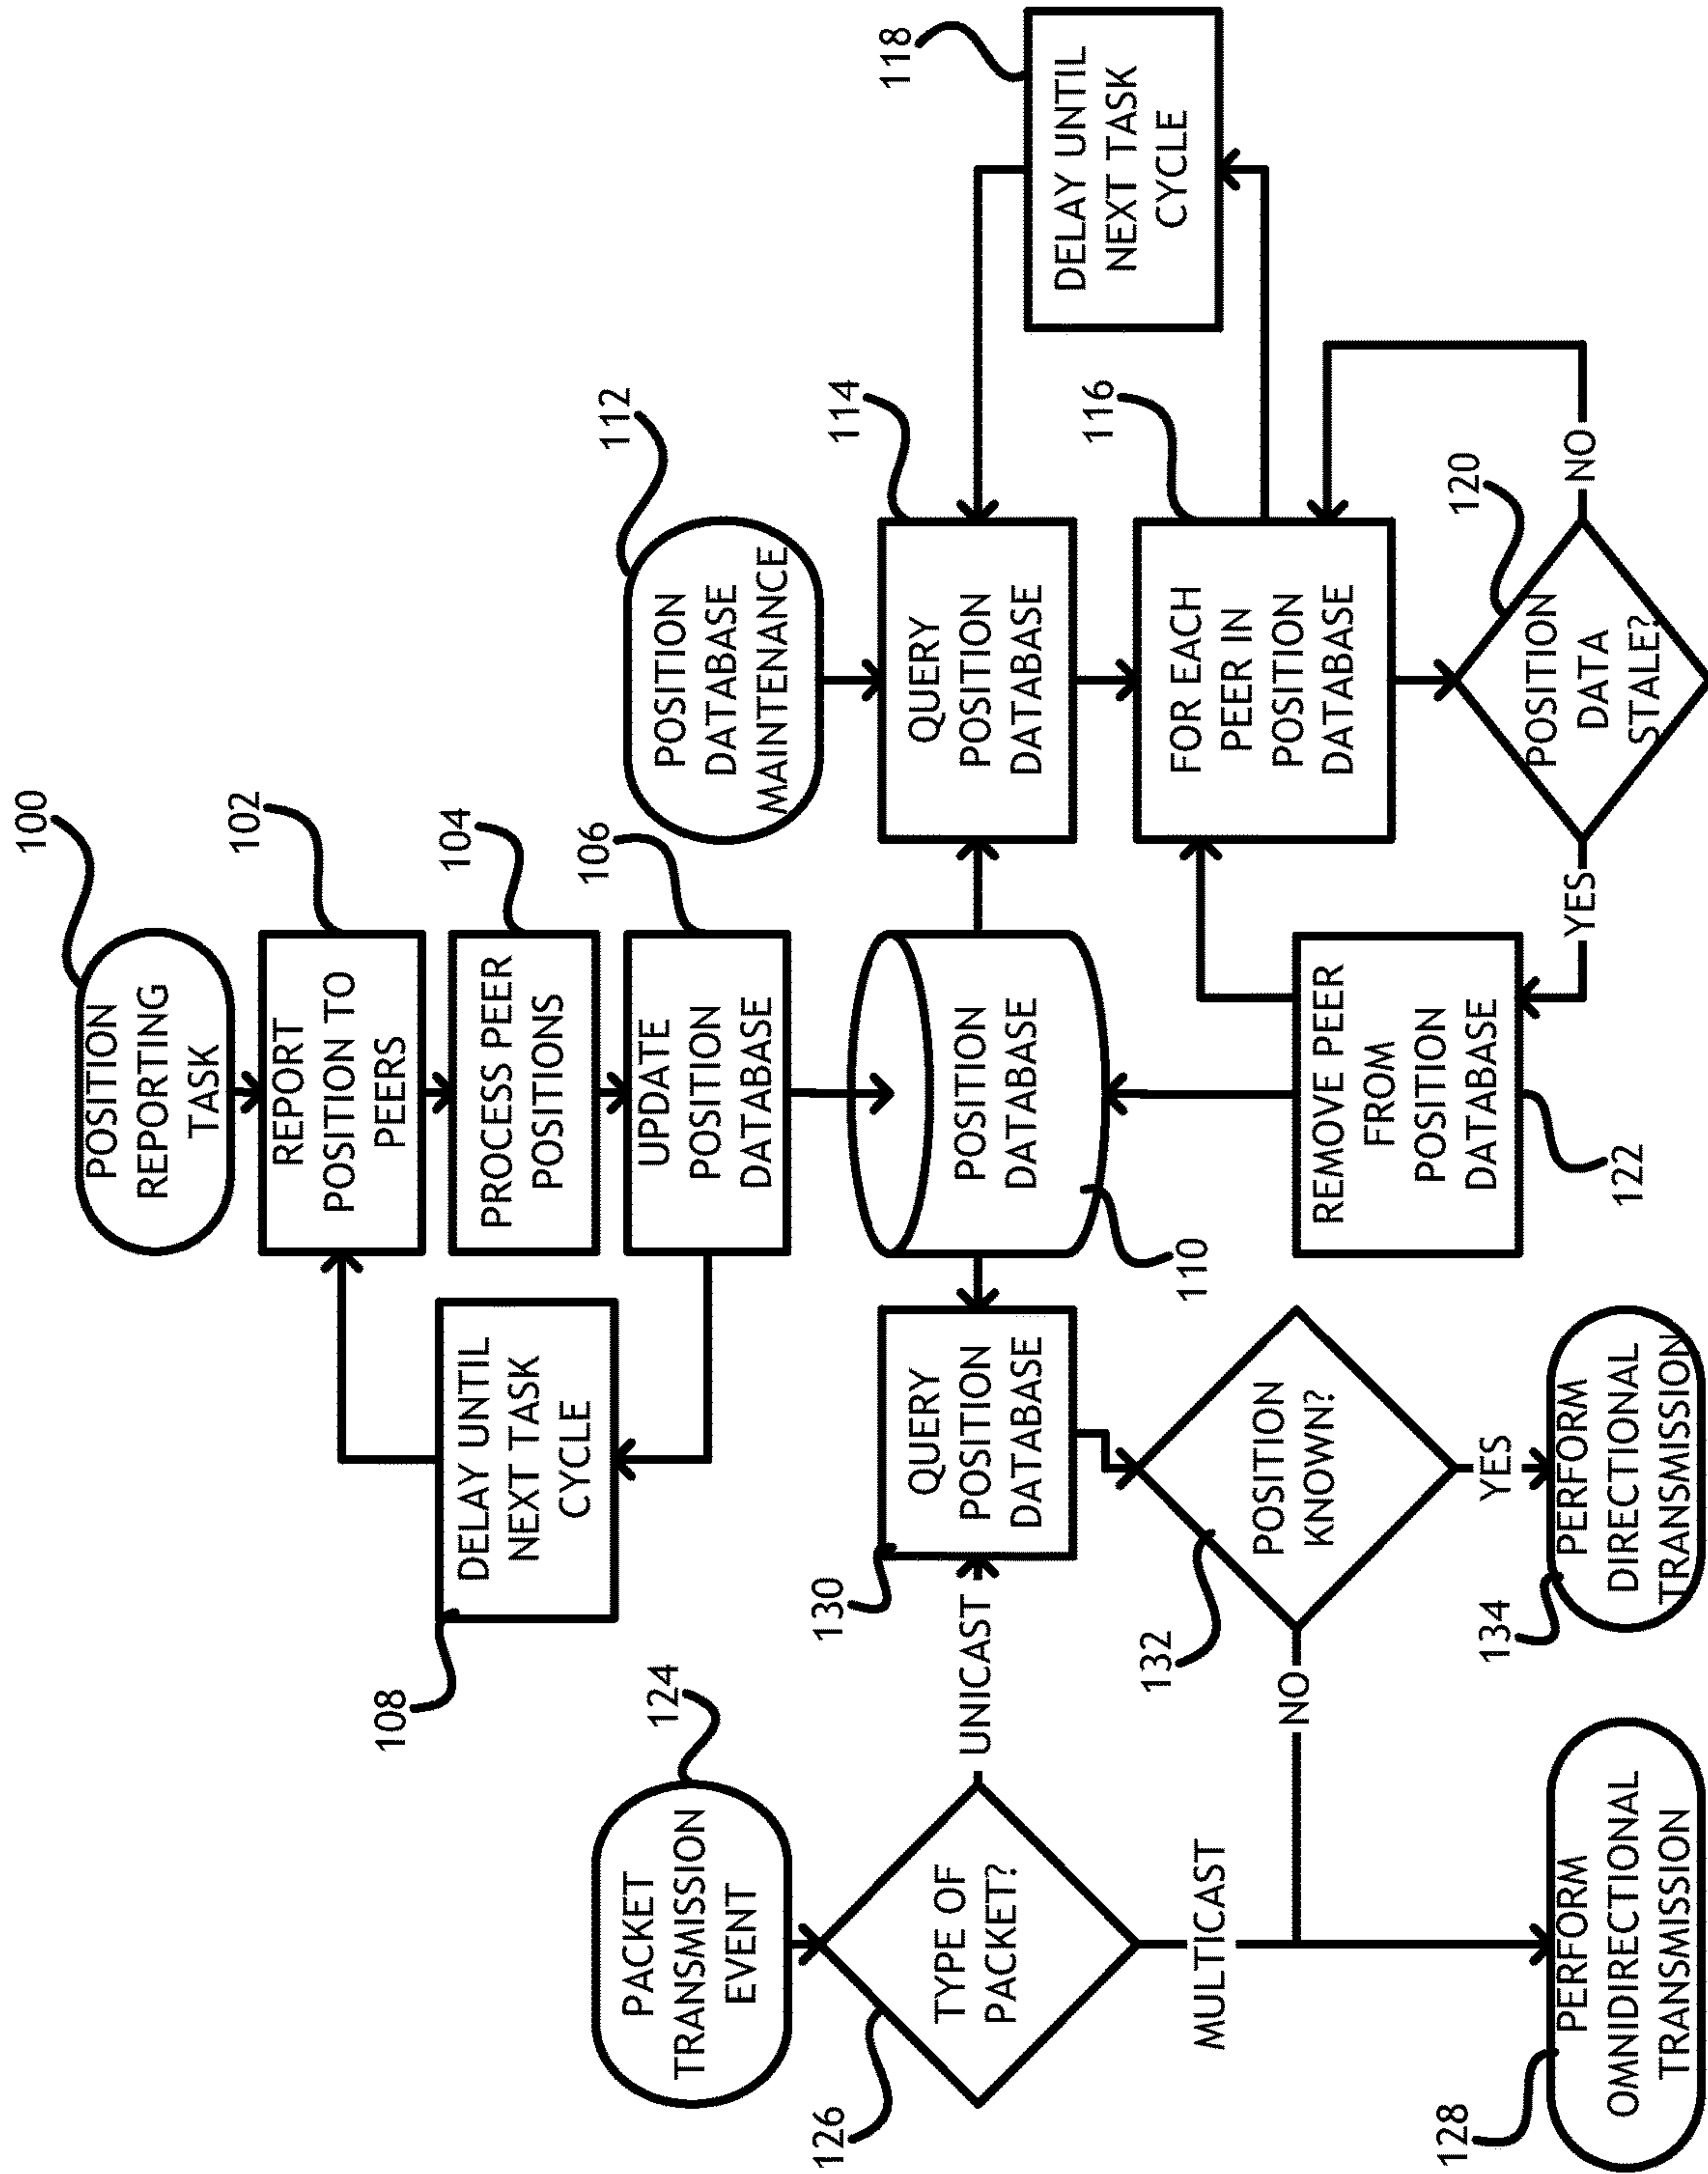 100
POSITION
REPORTING
TASK
102
REPORT
POSITION TO
PEERS
104
PROCESS PEER
POSITIONS
106
UPDATE
POSITION
DATABASE
108
DELAY UNTIL
NEXT TASK
CYCLE
110
POSITION
DATABASE
112
POSITION
DATABASE
MAINTENANCE
114
QUERY
POSITION
DATABASE
116
FOR EACH
PEER IN
POSITION
DATABASE
118
DELAY UNTIL
NEXT TASK
CYCLE
120
POSITION
DATA
STALE?
NO
YES
122
REMOVE PEER
FROM
POSITION
DATABASE
124
PACKET
TRANSMISSION
EVENT
126
TYPE OF
PACKET?
UNICAST
MULTICAST
130
QUERY
POSITION
DATABASE
132
POSITION
KNOWN?
NO
YES
128
PERFORM
OMNIDIRECTIONAL
TRANSMISSION
134
PERFORM
DIRECTIONAL
TRANSMISSION